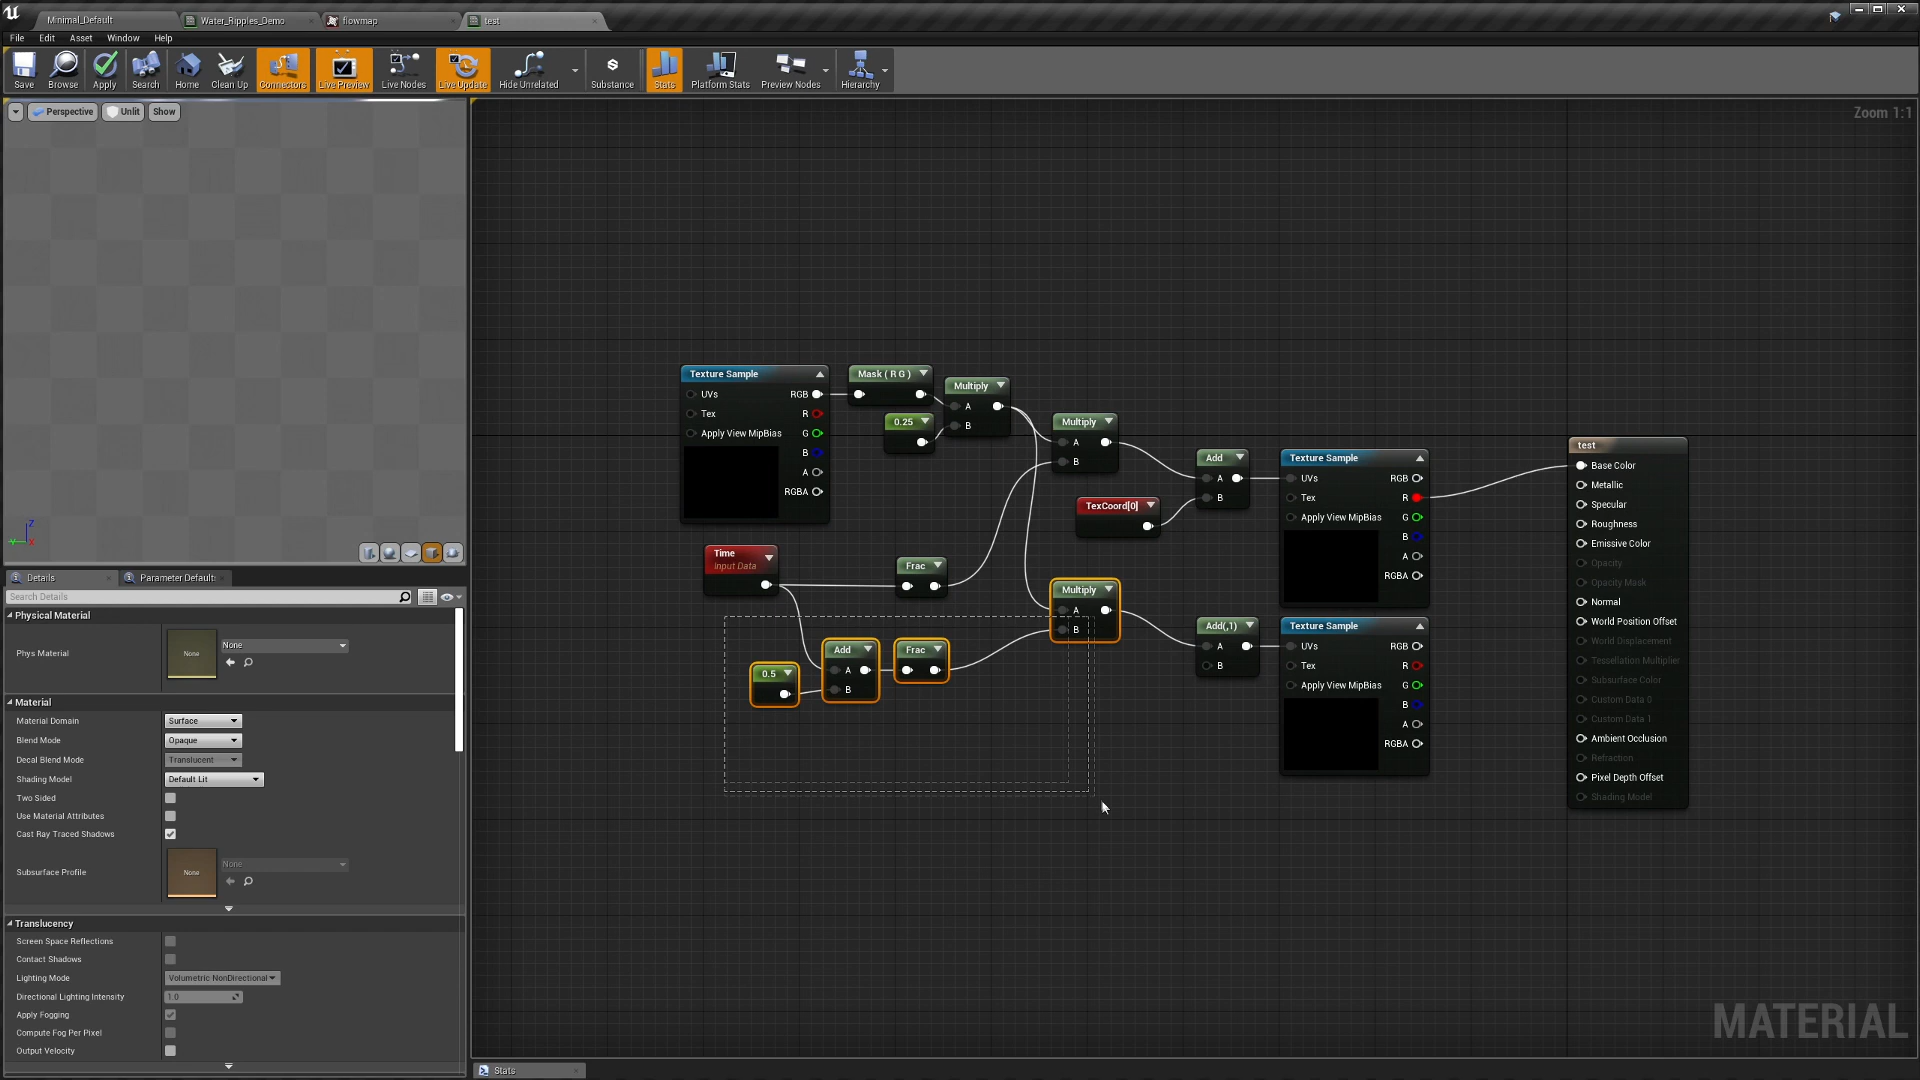 Minimal_Default
Water_Ripples_Demo
flowmap
test
File Edit Asset Window Help
Save
Browse
Apply
Search
Home
Clean Up
Connectors
Live Preview
Live Nodes
Live Update
Hide Unrelated
Substance
Stats
Platform Stats
Preview Nodes
Hierarchy
Perspective
Unlit
Show
Zoom 1:1
Z
Y
X
Texture Sample
UVs RGB
Tex R
Apply View MipBias G
B
A
RGBA
Mask ( R G )
0.25
Multiply
A
B
Multiply
A
B
Add
A
B
TexCoord[0]
Texture Sample
UVs RGB
Tex R
Apply View MipBias G
B
A
RGBA
Time
Input Data
Frac
0.5
Add
A
B
Frac
Multiply
A
B
Add(,1)
A
B
Texture Sample
UVs RGB
Tex R
Apply View MipBias G
B
A
RGBA
test
Base Color
Metallic
Specular
Roughness
Emissive Color
Opacity
Opacity Mask
Normal
World Position Offset
World Displacement
Tessellation Multiplier
Subsurface Color
Custom Data 0
Custom Data 1
Ambient Occlusion
Refraction
Pixel Depth Offset
Shading Model
MATERIAL
Details
Parameter Default
Search Details
Physical Material
Phys Material
None
None
Material
Material Domain Surface
Blend Mode Opaque
Decal Blend Mode Translucent
Shading Model Default Lit
Two Sided
Use Material Attributes
Cast Ray Traced Shadows
Subsurface Profile
None
None
Translucency
Screen Space Reflections
Contact Shadows
Lighting Mode Volumetric NonDirectional
Directional Lighting Intensity 1.0
Apply Fogging
Compute Fog Per Pixel
Output Velocity
Stats